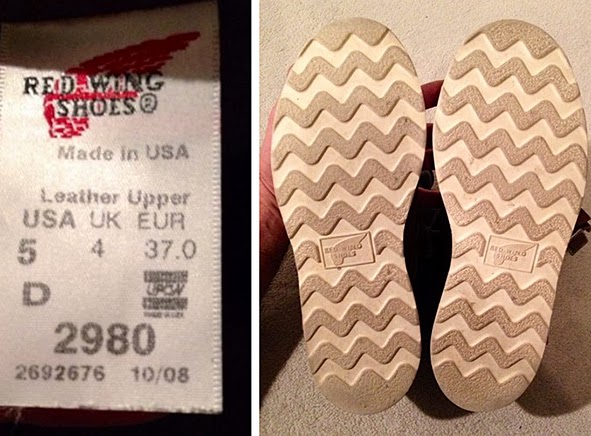 RED WING
SHOES®
Made in USA
Leather Upper
USA UK EUR
5 4 37.0
D UFCW
2980
2692676 10/08
RED WING
SHOES
RED WING
SHOES